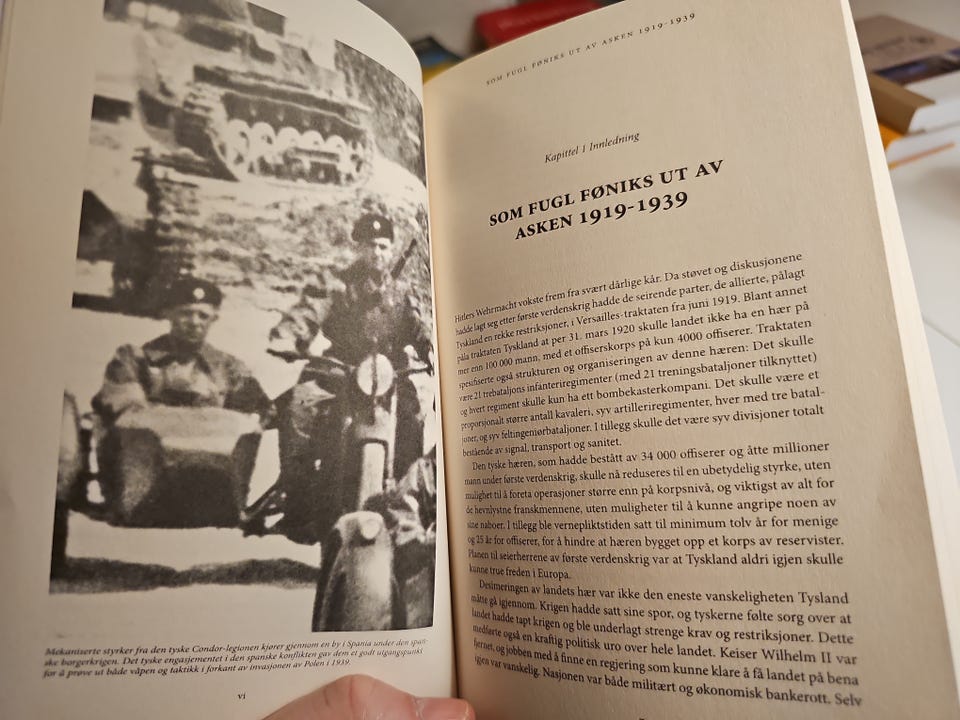 Mekaniserte styrker fra den tyske Condor-legionen kjører gjennom en by i Spania under den span-
ske borgerkrigen. Det tyske engasjementet i den spanske konflikten gav dem et godt utgangspunkt
for å prøve ut både våpen og taktikk i forkant av invasjonen av Polen i 1939.
vi
SOM FUGL FØNIKS UT AV ASKEN 1919-1939
Kapittel 1 Innledning
SOM FUGL FØNIKS UT AV
ASKEN 1919-1939
Hitlers Wehrmacht vokste frem fra svært dårlige kår. Da støvet og diskusjonene
hadde lagt seg etter første verdenskrig hadde de seirende parter, de allierte, pålagt
Tyskland en rekke restriksjoner, i Versailles-traktaten fra juni 1919. Blant annet
påla traktaten Tyskland at per 31. mars 1920 skulle landet ikke ha en hær på
mer enn 100 000 mann, med et offiserskorps på kun 4000 offiserer. Traktaten
spesifiserte også strukturen og organiseringen av denne hæren: Det skulle
være 21 trebataljons infanteriregimenter (med 21 treningsbataljoner tilknyttet)
og hvert regiment skulle kun ha ett bombekasterkompani. Det skulle være et
proporsjonalt større antall kavaleri, syv artilleriregimenter, hver med tre batal-
joner, og syv feltingeniørbataljoner. I tillegg skulle det være syv divisjoner totalt
bestående av signal, transport og sanitet.
Den tyske hæren, som hadde bestått av 34 000 offiserer og åtte millioner
mann under første verdenskrig, skulle nå reduseres til en ubetydelig styrke, uten
mulighet til å foreta operasjoner større enn på korpsnivå, og viktigst av alt for
de hevnlystne franskmennene, uten muligheter til å kunne angripe noen av
sine naboer. I tillegg ble vernepliktstiden satt til minimum tolv år for menige
og 25 år for offiserer, for å hindre at hæren bygget opp et korps av reservister.
Planen til seierherrene av første verdenskrig var at Tyskland aldri igjen skulle
kunne true freden i Europa.
Desimeringen av landets hær var ikke den eneste vanskeligheten Tysland
måtte gå igjennom. Krigen hadde satt sine spor, og tyskerne følte sorg over at
landet hadde tapt krigen og ble underlagt strenge krav og restriksjoner. Dette
medførte også en kraftig politisk uro over hele landet. Keiser Wilhelm II var
fjernet, og jobben med å finne en regjering som kunne klare å få landet på bena
igjen var vanskelig. Nasjonen var både militært og økonomisk bankerott. Selv